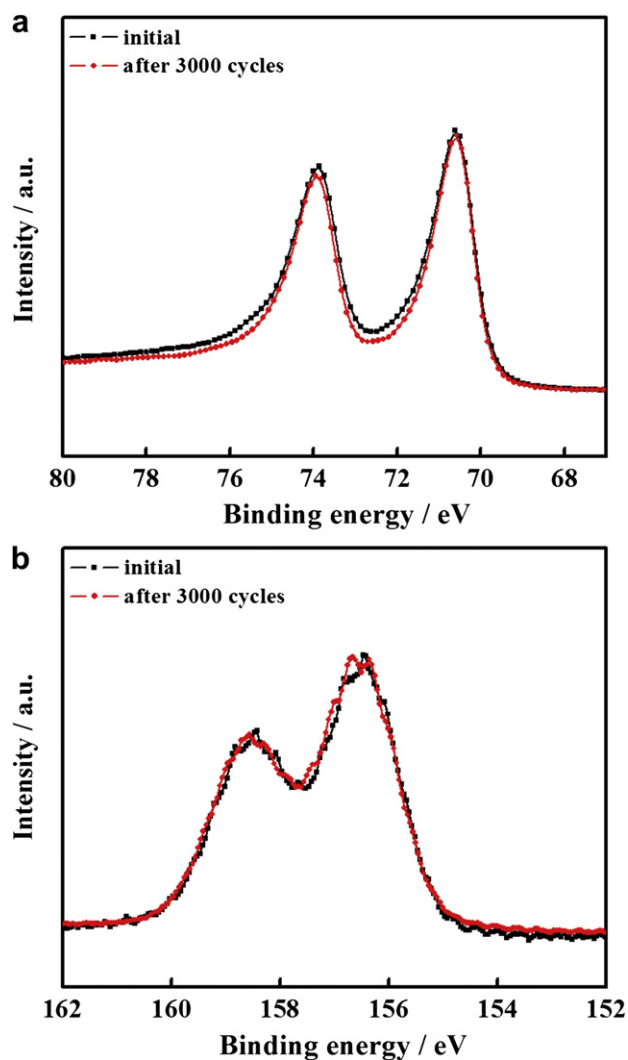 a
initial
after 3000 cycles
Intensity / a.u.
80 78 76 74 72 70 68
Binding energy / eV
b
initial
after 3000 cycles
Intensity / a.u.
162 160 158 156 154 152
Binding energy / eV